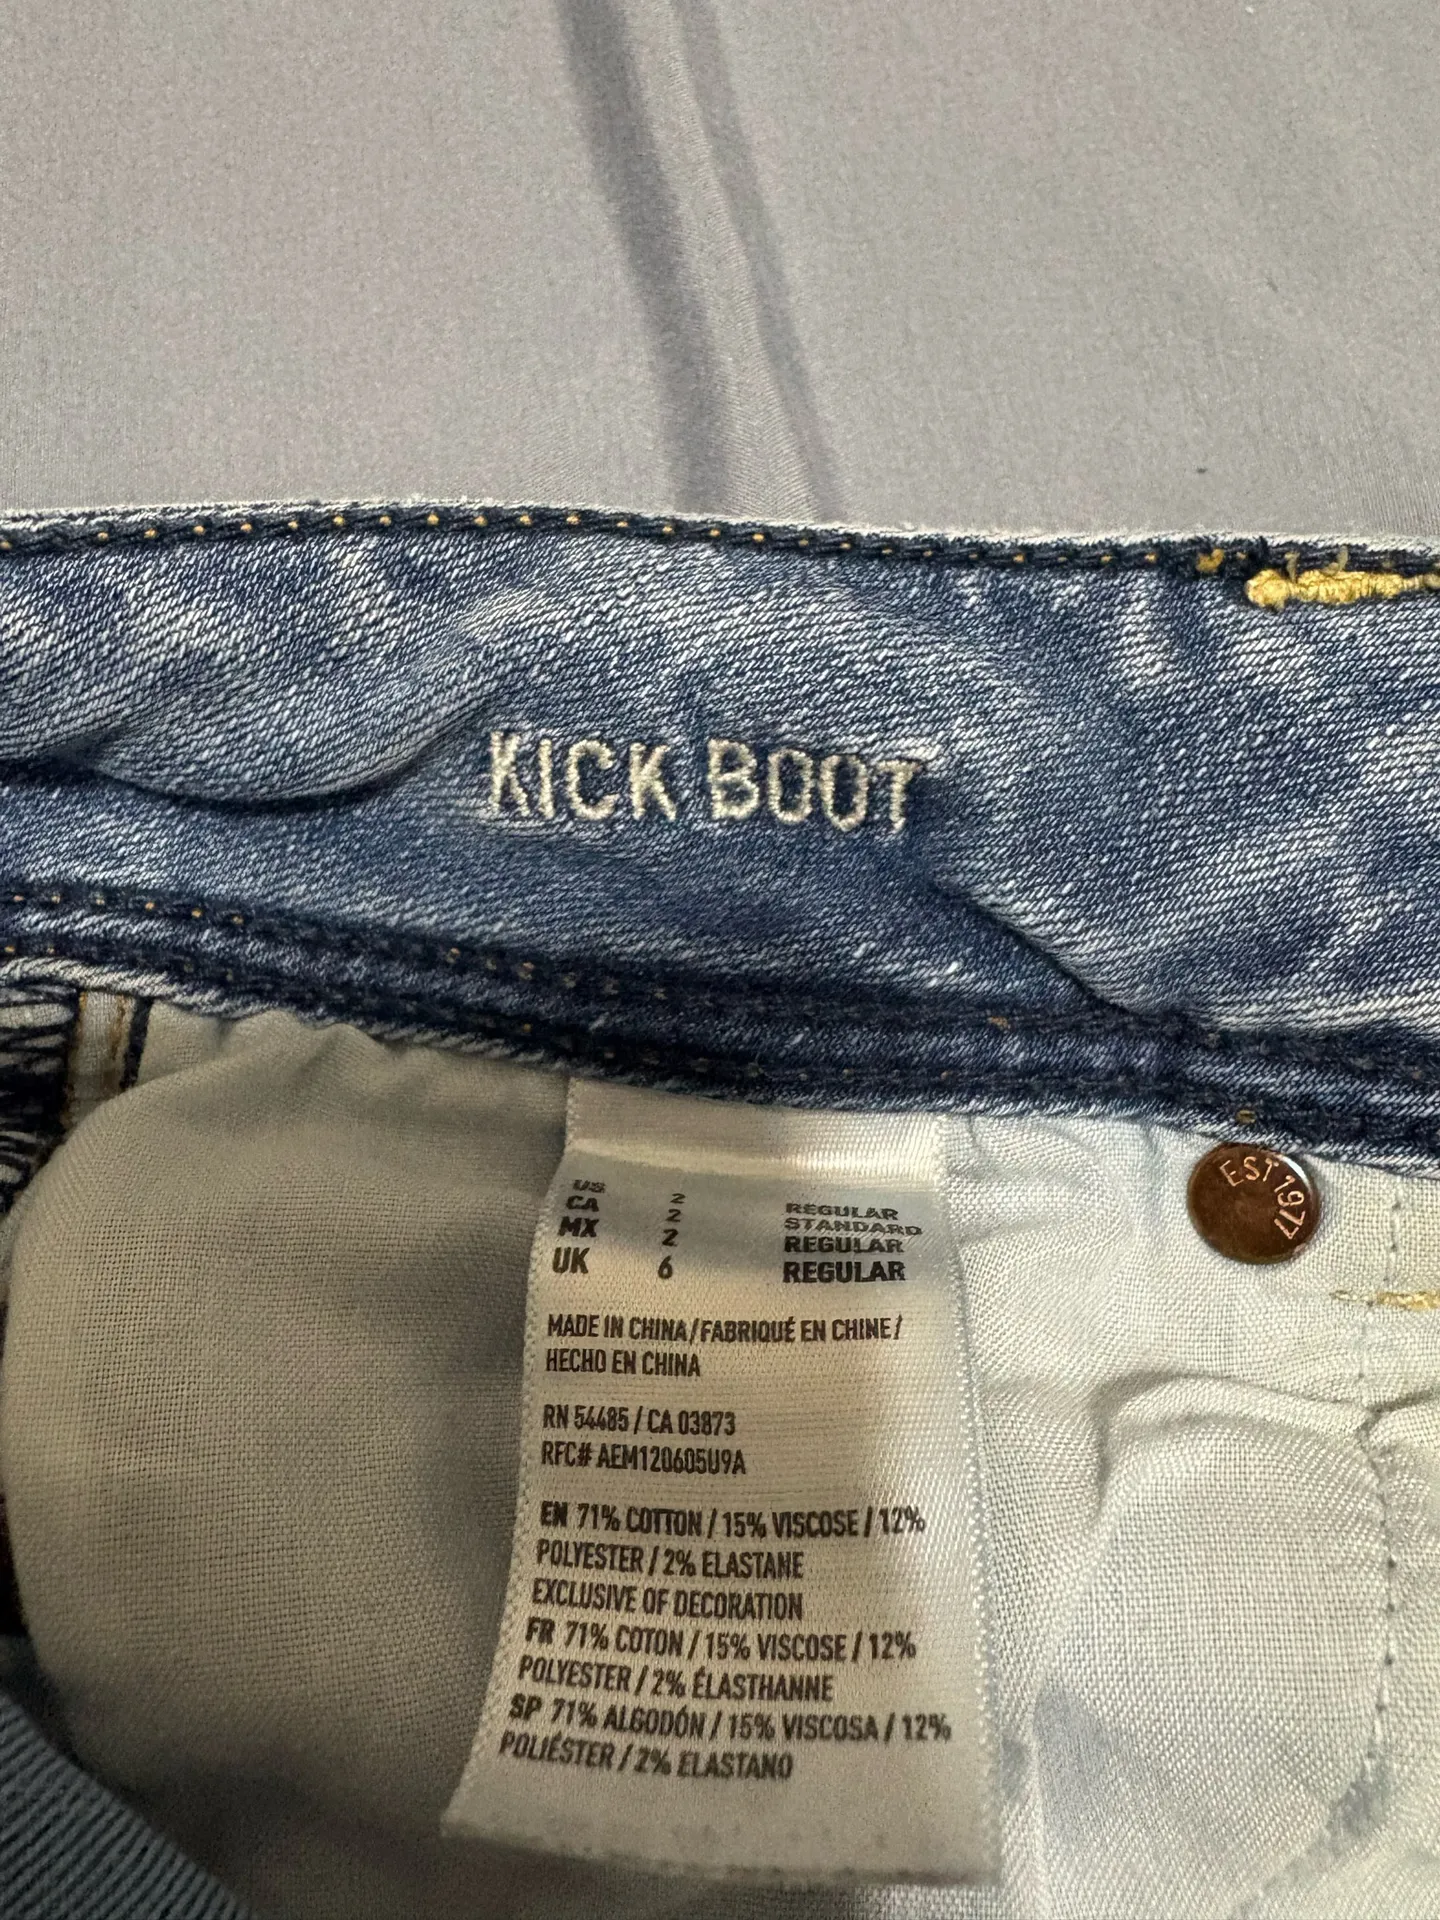 KICK BOOT
EST 1977
US 2 REGULAR
CA 2 STANDARD
MX 2 REGULAR
UK 6 REGULAR
MADE IN CHINA/FABRIQUÉ EN CHINE/
HECHO EN CHINA
RN 54485 / CA 03873
RFC# AEM120605U9A
EN 71% COTTON / 15% VISCOSE / 12%
POLYESTER / 2% ELASTANE
EXCLUSIVE OF DECORATION
FR 71% COTON / 15% VISCOSE / 12%
POLYESTER / 2% ÉLASTHANNE
SP 71% ALGODÓN / 15% VISCOSA / 12%
POLIÉSTER / 2% ELASTANO